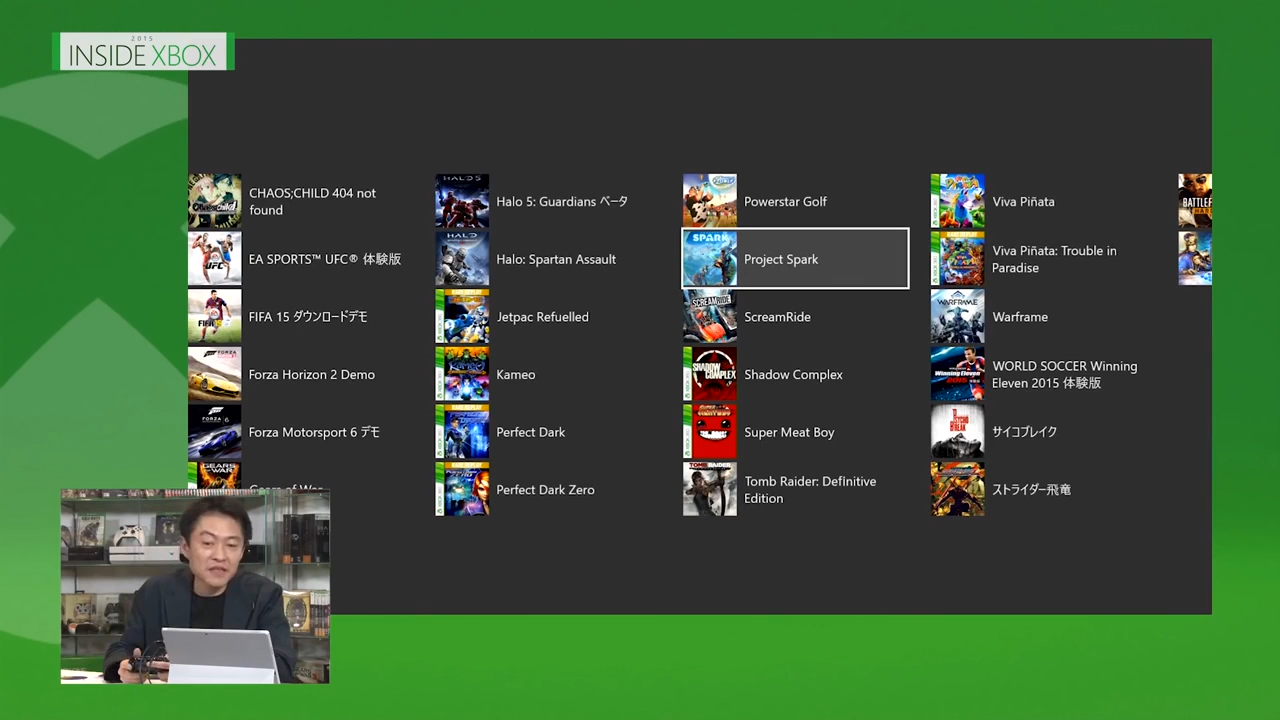 2015
INSIDE XBOX
CHAOS;CHILD 404 not
found
EA SPORTS™ UFC® 体験版
FIFA 15 ダウンロードデモ
Forza Horizon 2 Demo
Forza Motorsport 6 デモ
Halo 5: Guardians ベータ
Halo: Spartan Assault
Jetpac Refuelled
Kameo
Perfect Dark
Perfect Dark Zero
Powerstar Golf
Project Spark
ScreamRide
Shadow Complex
Super Meat Boy
Tomb Raider: Definitive
Edition
Viva Piñata
Viva Piñata: Trouble in
Paradise
Warframe
WORLD SOCCER Winning
Eleven 2015 体験版
サイコブレイク
ストライダー飛竜